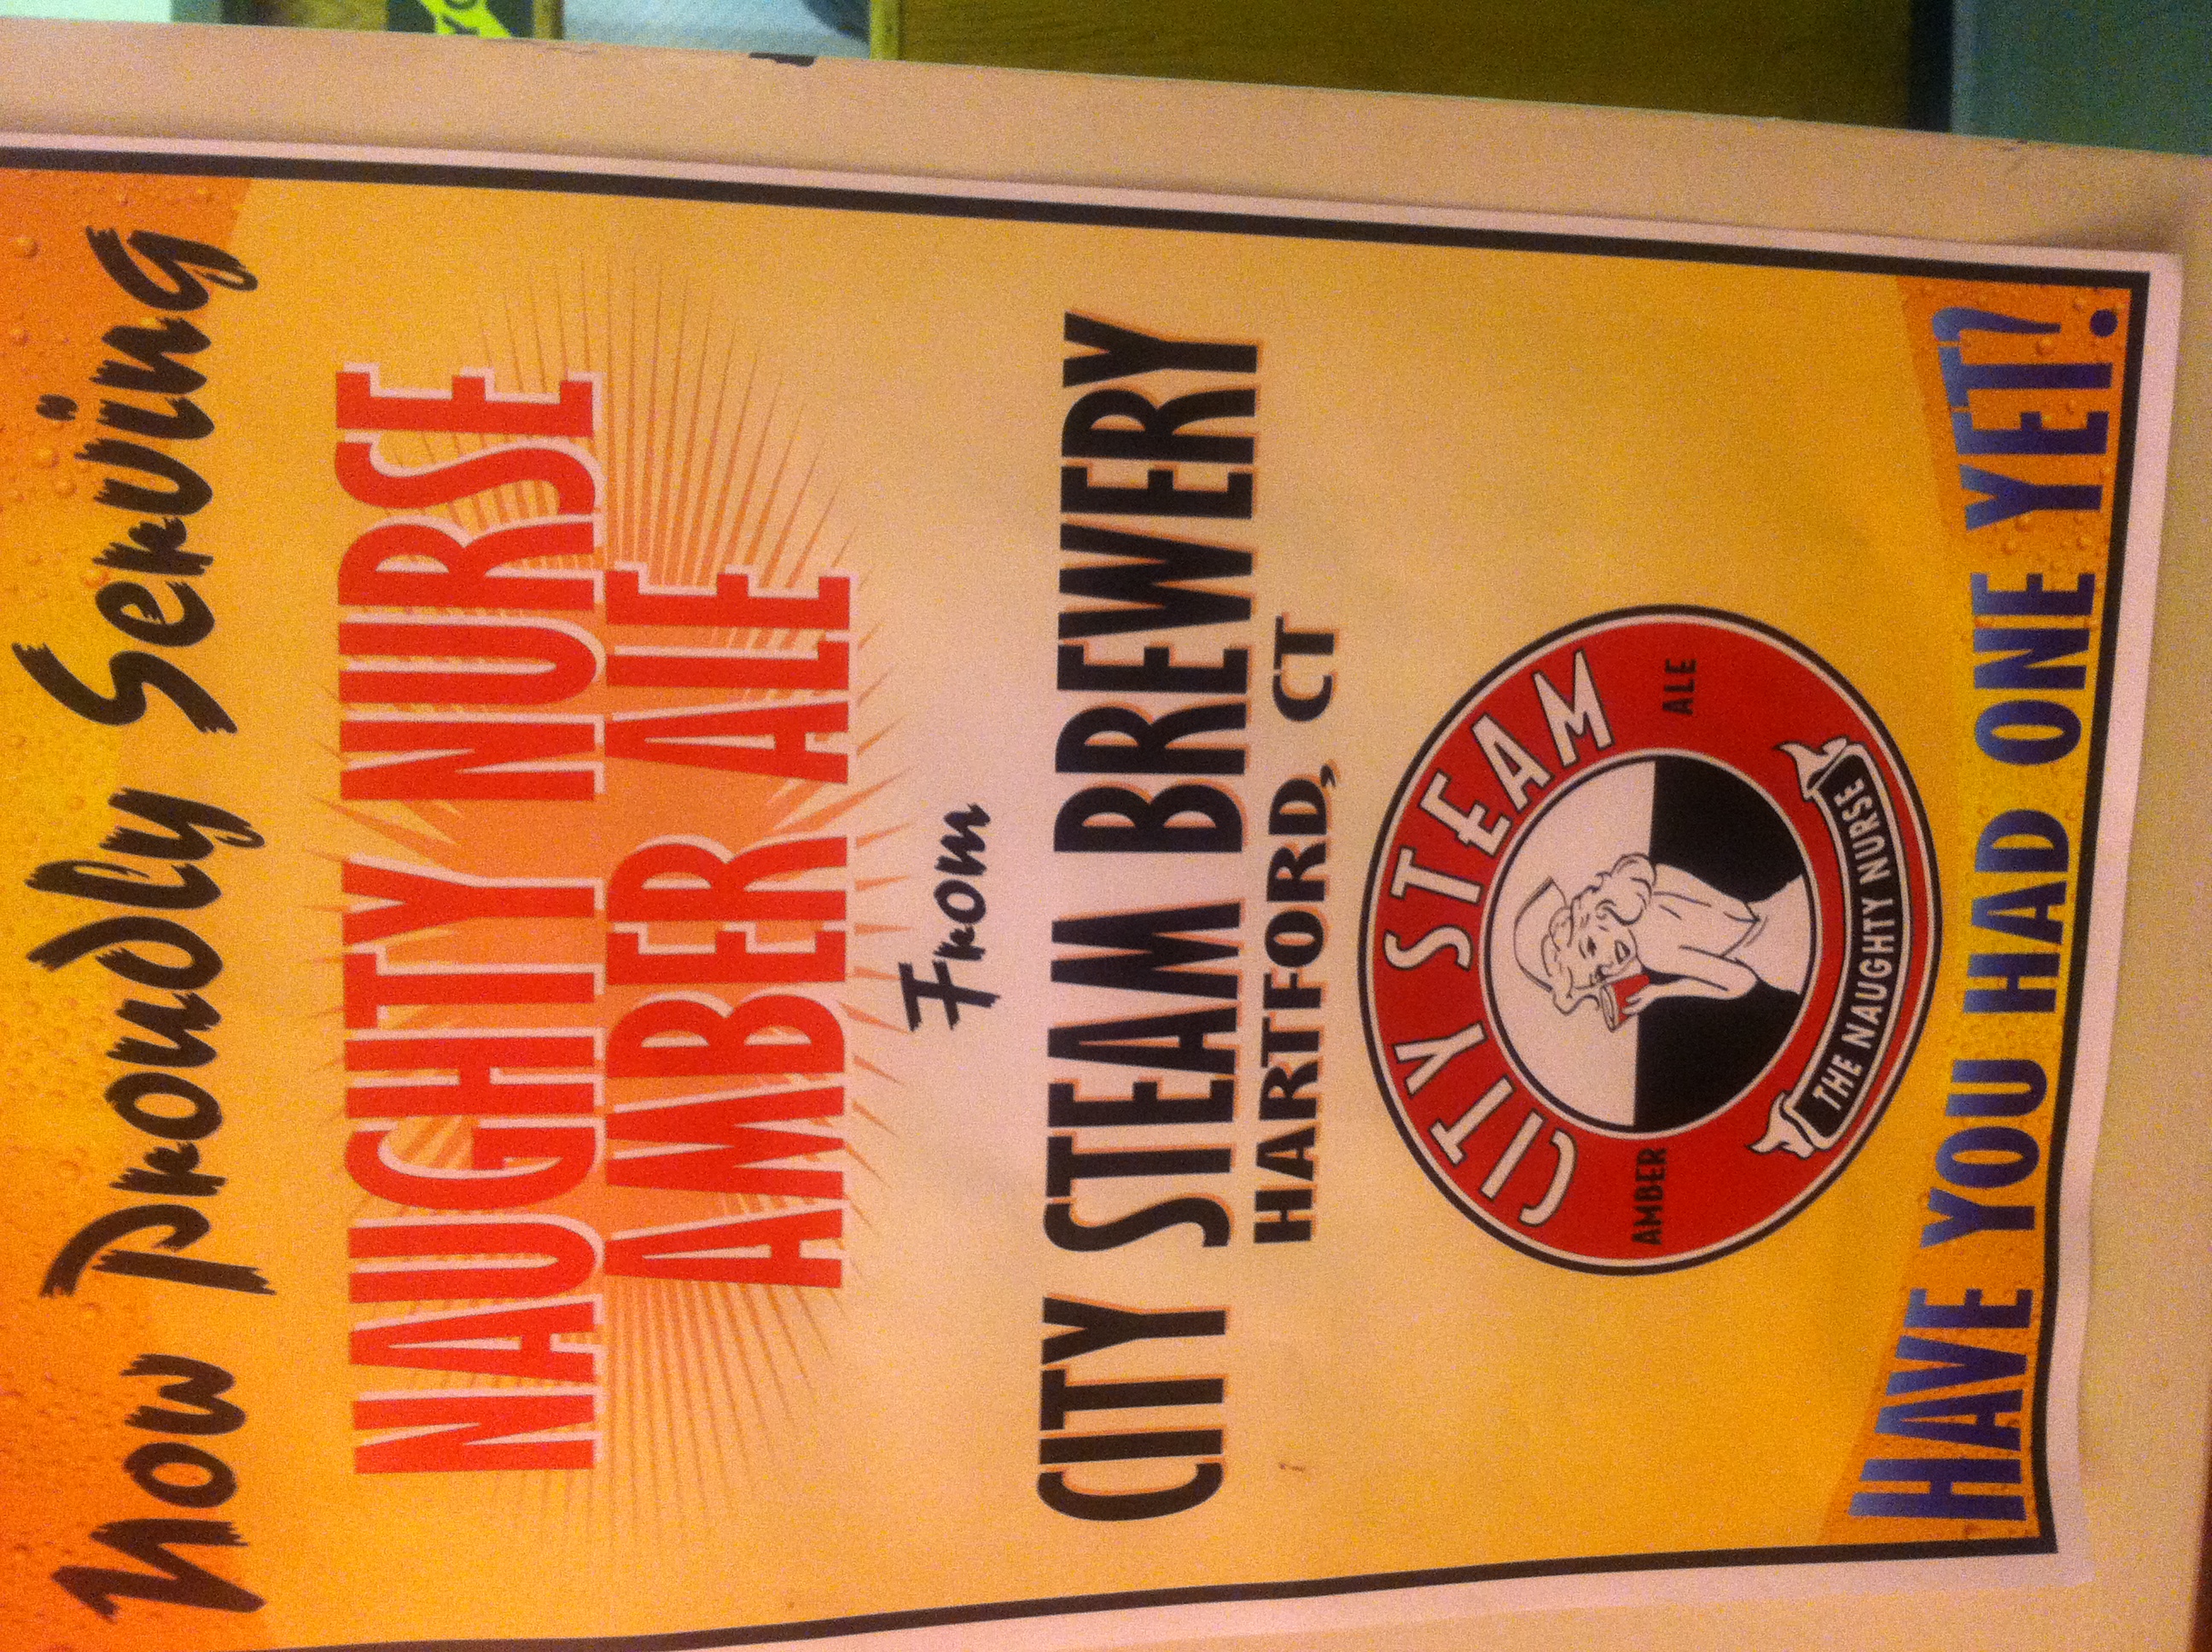 Now Proudly Serving
NAUGHTY NURSE
AMBER ALE
From
CITY STEAM BREWERY
HARTFORD, CT
CITY STEAM
AMBER ALE
THE NAUGHTY NURSE
HAVE YOU HAD ONE YET?